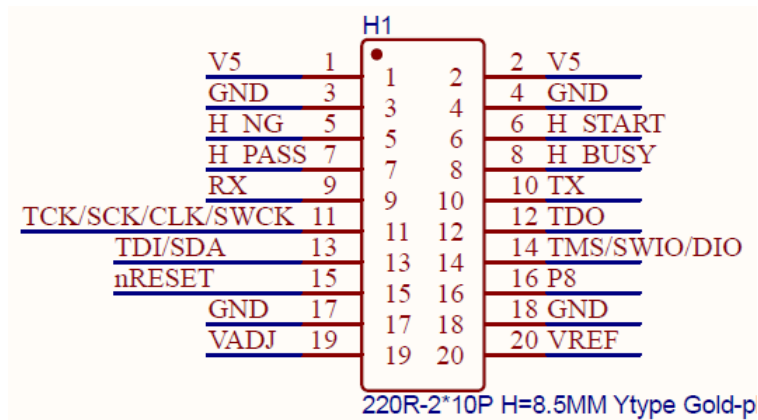 H1
V5 1 1 2 2 V5
GND 3 3 4 4 GND
H_NG 5 5 6 6 H_START
H_PASS 7 7 8 8 H_BUSY
RX 9 9 10 10 TX
TCK/SCK/CLK/SWCK 11 11 12 12 TDO
TDI/SDA 13 13 14 14 TMS/SWIO/DIO
nRESET 15 15 16 16 P8
GND 17 17 18 18 GND
VADJ 19 19 20 20 VREF
220R-2*10P H=8.5MM Ytype Gold-pl